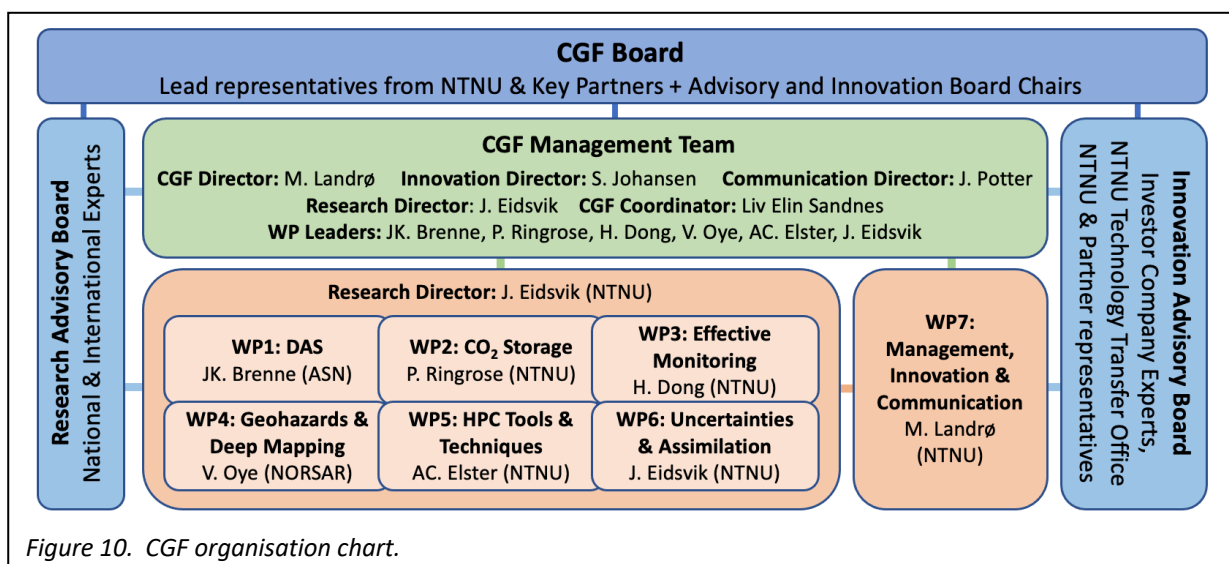 CGF Board
Lead representatives from NTNU & Key Partners + Advisory and Innovation Board Chairs
Research Advisory Board
National & International Experts
CGF Management Team
CGF Director: M. Landrø Innovation Director: S. Johansen Communication Director: J. Potter
Research Director: J. Eidsvik CGF Coordinator: Liv Elin Sandnes
WP Leaders: JK. Brenne, P. Ringrose, H. Dong, V. Oye, AC. Elster, J. Eidsvik
Research Director: J. Eidsvik (NTNU)
WP1: DAS
JK. Brenne (ASN)
WP2: CO₂ Storage
P. Ringrose (NTNU)
WP3: Effective
Monitoring
H. Dong (NTNU)
WP4: Geohazards &
Deep Mapping
V. Oye (NORSAR)
WP5: HPC Tools &
Techniques
AC. Elster (NTNU)
WP6: Uncertainties
& Assimilation
J. Eidsvik (NTNU)
WP7:
Management,
Innovation &
Communication
M. Landrø
(NTNU)
Innovation Advisory Board
Investor Company Experts,
NTNU Technology Transfer Office
NTNU & Partner representatives
Figure 10. CGF organisation chart.